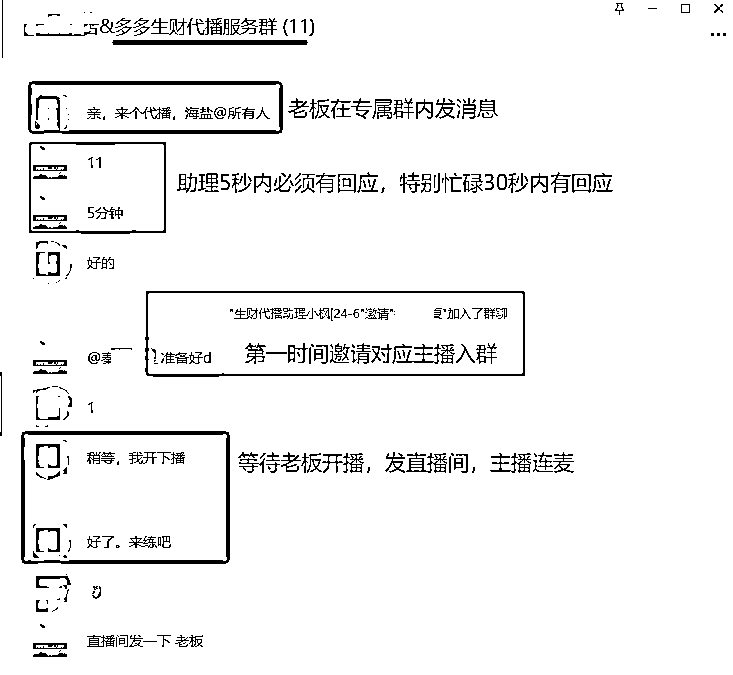 &多多生财代播服务群 (11)
亲，来个代播，海盐@所有人
老板在专属群内发消息
11
助理5秒内必须有回应，特别忙碌30秒内有回应
5分钟
好的
"生财代播助理小枫[24-6"邀请" "加入了群聊
准备好d
第一时间邀请对应主播入群
1
稍等，我开下播
等待老板开播，发直播间，主播连麦
好了。来练吧
直播间发一下 老板